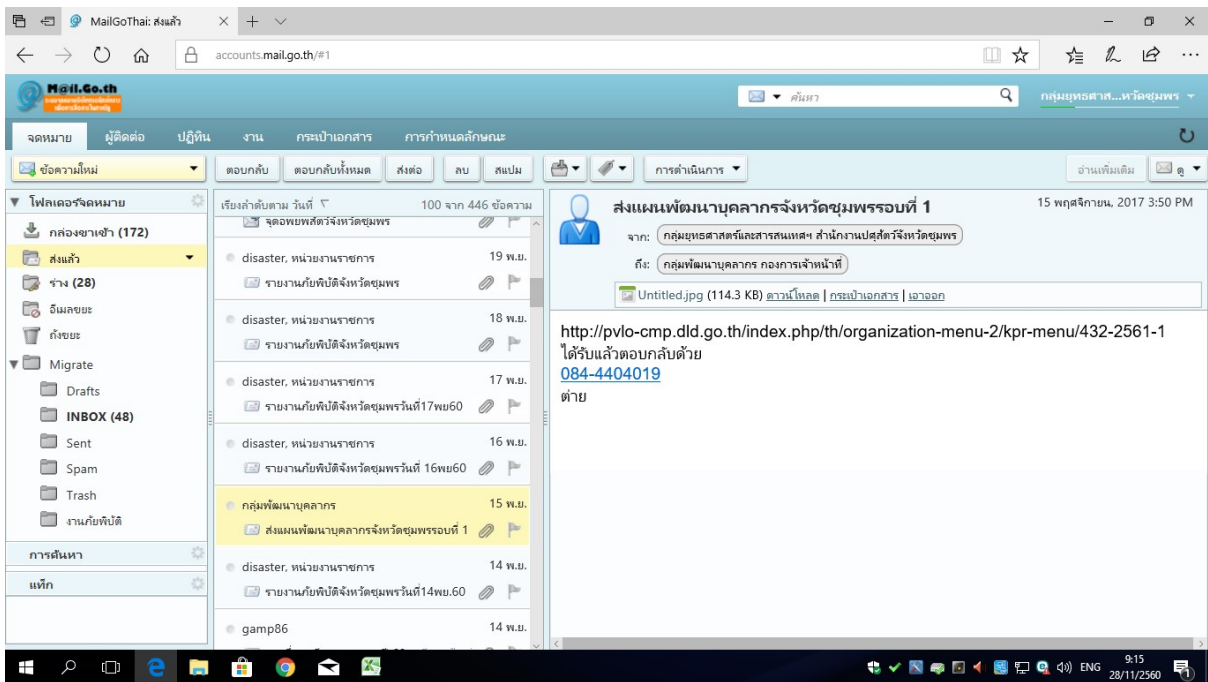 MailGoThai: ส่งแล้ว
accounts.mail.go.th/#1
M@il.Go.th
ค้นหา
กลุ่มยุทธศาส...หวัดชุมพร
จดหมาย ผู้ติดต่อ ปฏิทิน งาน กระเป๋าเอกสาร การกำหนดลักษณะ
ข้อความใหม่ ตอบกลับ ตอบกลับทั้งหมด ส่งต่อ ลบ สแปม การดำเนินการ อ่านเพิ่มเติม ดู
โฟลเดอร์จดหมาย
กล่องขาเข้า (172)
ส่งแล้ว
ร่าง (28)
อีเมลขยะ
ถังขยะ
Migrate
Drafts
INBOX (48)
Sent
Spam
Trash
งานภัยพิบัติ
การค้นหา
แท็ก
เรียงลำดับตาม วันที่ 100 จาก 446 ข้อความ
จุดอพยพสัตว์จังหวัดชุมพร
disaster, หน่วยงานราชการ 19 พ.ย.
รายงานภัยพิบัติจังหวัดชุมพร
disaster, หน่วยงานราชการ 18 พ.ย.
รายงานภัยพิบัติจังหวัดชุมพร
disaster, หน่วยงานราชการ 17 พ.ย.
รายงานภัยพิบัติจังหวัดชุมพรวันที่17พย60
disaster, หน่วยงานราชการ 16 พ.ย.
รายงานภัยพิบัติจังหวัดชุมพรวันที่ 16พย60
กลุ่มพัฒนาบุคลากร 15 พ.ย.
ส่งแผนพัฒนาบุคลากรจังหวัดชุมพรรอบที่ 1
disaster, หน่วยงานราชการ 14 พ.ย.
รายงานภัยพิบัติจังหวัดชุมพรวันที่14พย.60
gamp86 14 พ.ย.
ส่งแผนพัฒนาบุคลากรจังหวัดชุมพรรอบที่ 1 15 พฤศจิกายน, 2017 3:50 PM
จาก: กลุ่มยุทธศาสตร์และสารสนเทศฯ สำนักงานปศุสัตว์จังหวัดชุมพร
ถึง: กลุ่มพัฒนาบุคลากร กองการเจ้าหน้าที่
Untitled.jpg (114.3 KB) ดาวน์โหลด | กระเป๋าเอกสาร | เอาออก
http://pvlo-cmp.dld.go.th/index.php/th/organization-menu-2/kpr-menu/432-2561-1
ได้รับแล้วตอบกลับด้วย
084-4404019
ต่าย
ENG
9:15
28/11/2560